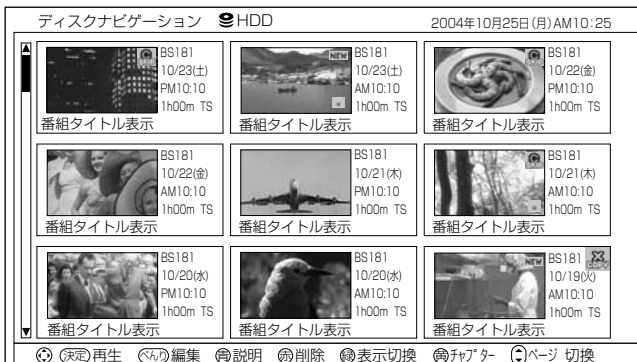 ディスクナビゲーション HDD 2004年10月25日(月)AM10:25
BS181
10/23(土)
PM10:10
1h00m TS
番組タイトル表示
NEW
BS181
10/23(土)
AM10:10
1h00m TS
番組タイトル表示
BS181
10/22(金)
PM10:10
1h00m TS
番組タイトル表示
BS181
10/22(金)
AM10:10
1h00m TS
番組タイトル表示
BS181
10/21(木)
PM10:10
1h00m TS
番組タイトル表示
BS181
10/21(木)
AM10:10
1h00m TS
番組タイトル表示
BS181
10/20(水)
PM10:10
1h00m TS
番組タイトル表示
BS181
10/20(水)
AM10:10
1h00m TS
番組タイトル表示
NEW
BS181
COPY
10/19(火)
AM10:10
1h00m TS
番組タイトル表示
決定 再生 べんり 編集 青 説明 赤 削除 緑 表示切換 黄 チャプター ページ 切換